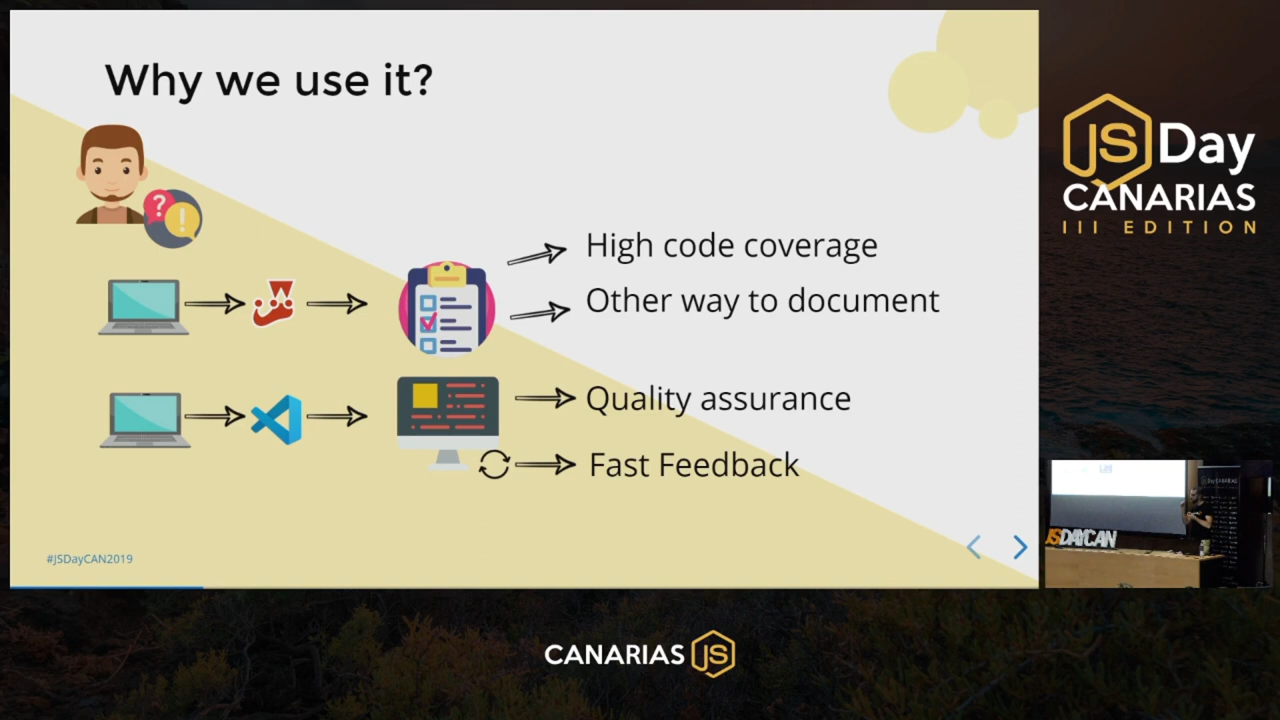 Why we use it?
?
!
High code coverage
Other way to document
Quality assurance
Fast Feedback
#JSDayCAN2019
JS Day
CANARIAS
III EDITION
JSDAYCAN
CANARIAS JS